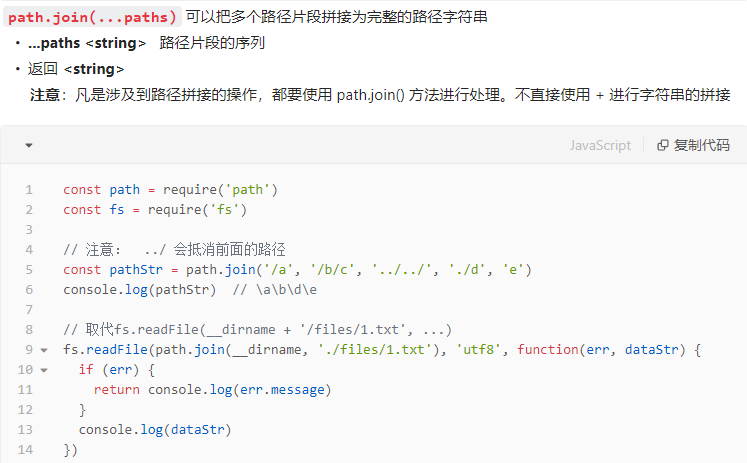 path.join(...paths) 可以把多个路径片段拼接为完整的路径字符串
• ...paths <string> 路径片段的序列
• 返回 <string>
注意：凡是涉及到路径拼接的操作，都要使用 path.join() 方法进行处理。不直接使用 + 进行字符串的拼接
JavaScript 复制代码
1 const path = require('path')
2 const fs = require('fs')
3
4 // 注意：  ../ 会抵消前面的路径
5 const pathStr = path.join('/a', '/b/c', '../../', './d', 'e')
6 console.log(pathStr)  // \a\b\d\e
7
8 // 取代fs.readFile(__dirname + '/files/1.txt', ...)
9 fs.readFile(path.join(__dirname, './files/1.txt'), 'utf8', function(err, dataStr) {
10   if (err) {
11     return console.log(err.message)
12   }
13   console.log(dataStr)
14 })